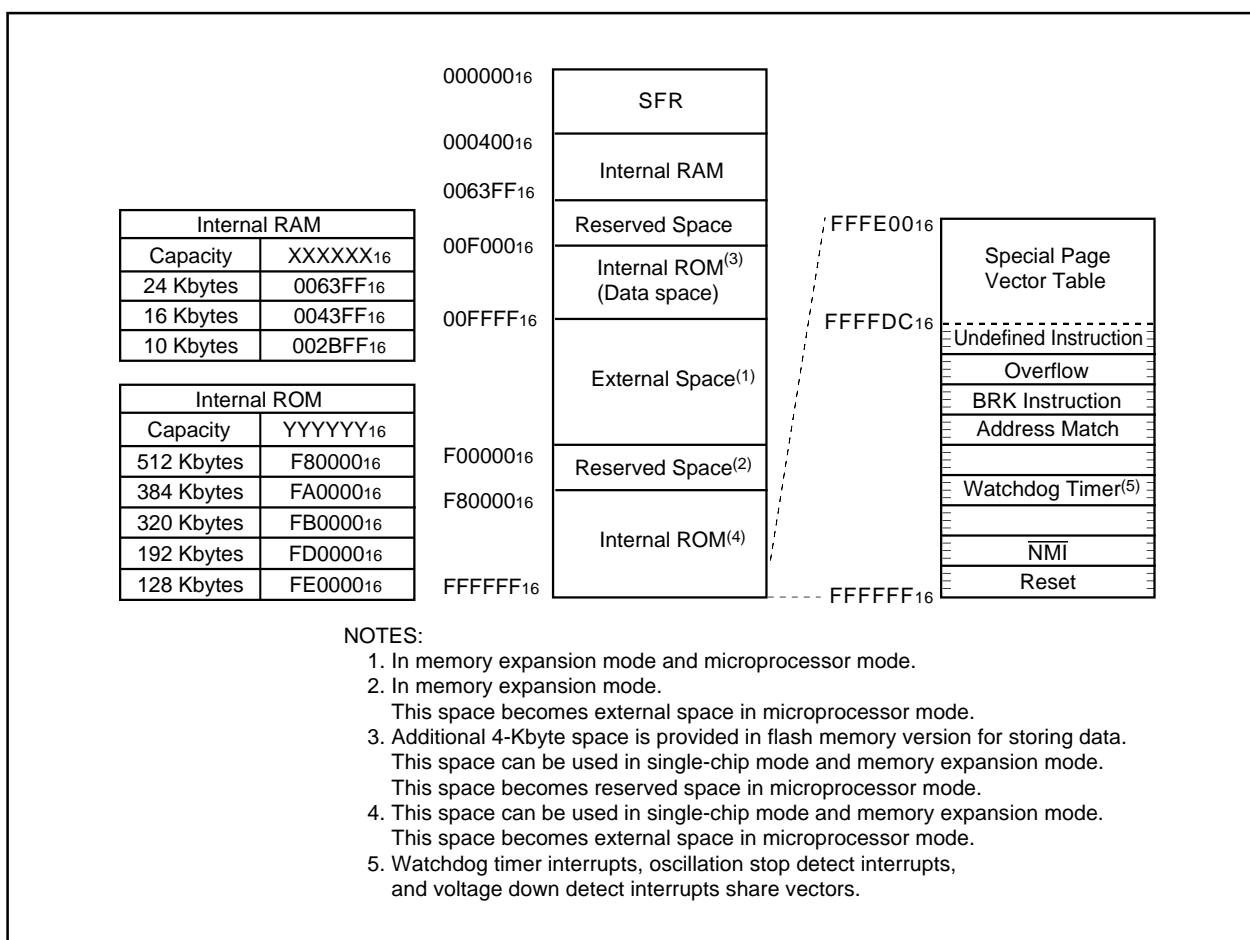 00000016
SFR
00040016
Internal RAM
0063FF16
Reserved Space
00F00016
Internal ROM(3)
(Data space)
00FFFF16
External Space(1)
F0000016
Reserved Space(2)
F8000016
Internal ROM(4)
FFFFFF16
Internal RAM
Capacity XXXXXX16
24 Kbytes 0063FF16
16 Kbytes 0043FF16
10 Kbytes 002BFF16
Internal ROM
Capacity YYYYYY16
512 Kbytes F8000016
384 Kbytes FA000016
320 Kbytes FB000016
192 Kbytes FD000016
128 Kbytes FE000016
FFFE0016
Special Page
Vector Table
FFFFDC16
Undefined Instruction
Overflow
BRK Instruction
Address Match
Watchdog Timer(5)
NMI
Reset
FFFFFF16
NOTES:
1. In memory expansion mode and microprocessor mode.
2. In memory expansion mode.
This space becomes external space in microprocessor mode.
3. Additional 4-Kbyte space is provided in flash memory version for storing data.
This space can be used in single-chip mode and memory expansion mode.
This space becomes reserved space in microprocessor mode.
4. This space can be used in single-chip mode and memory expansion mode.
This space becomes external space in microprocessor mode.
5. Watchdog timer interrupts, oscillation stop detect interrupts,
and voltage down detect interrupts share vectors.